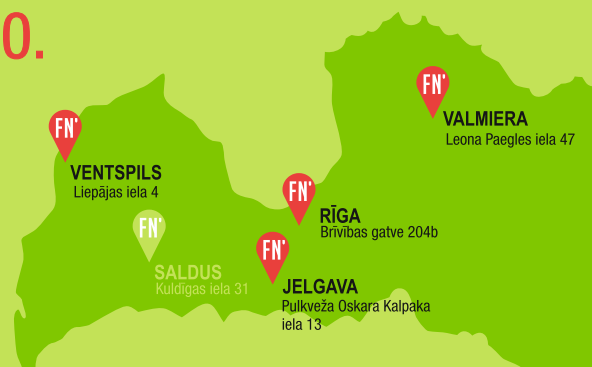 0.
FN'
VALMIERA
Leona Paegles iela 47
FN'
VENTSPILS
Liepājas iela 4
FN'
RĪGA
Brīvības gatve 204b
FN'
SALDUS
Kuldīgas iela 31
FN'
JELGAVA
Pulkveža Oskara Kalpaka
iela 13